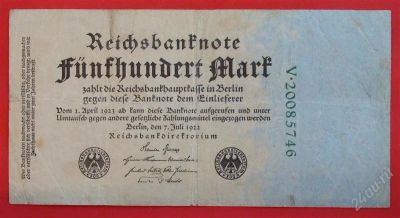 Reichsbanknote
Fünfhundert Mark
zahlt die Reichsbankhauptkasse in Berlin
gegen diese Banknote dem Einlieferer
Vom 1. April 1923 ab kann diese Banknote aufgerufen und unter
Umtausch gegen andere gesetzliche Zahlungsmittel eingezogen werden
Berlin, den 7. Juli 1922
Reichsbankdirektorium
V·20085746
24au.ru